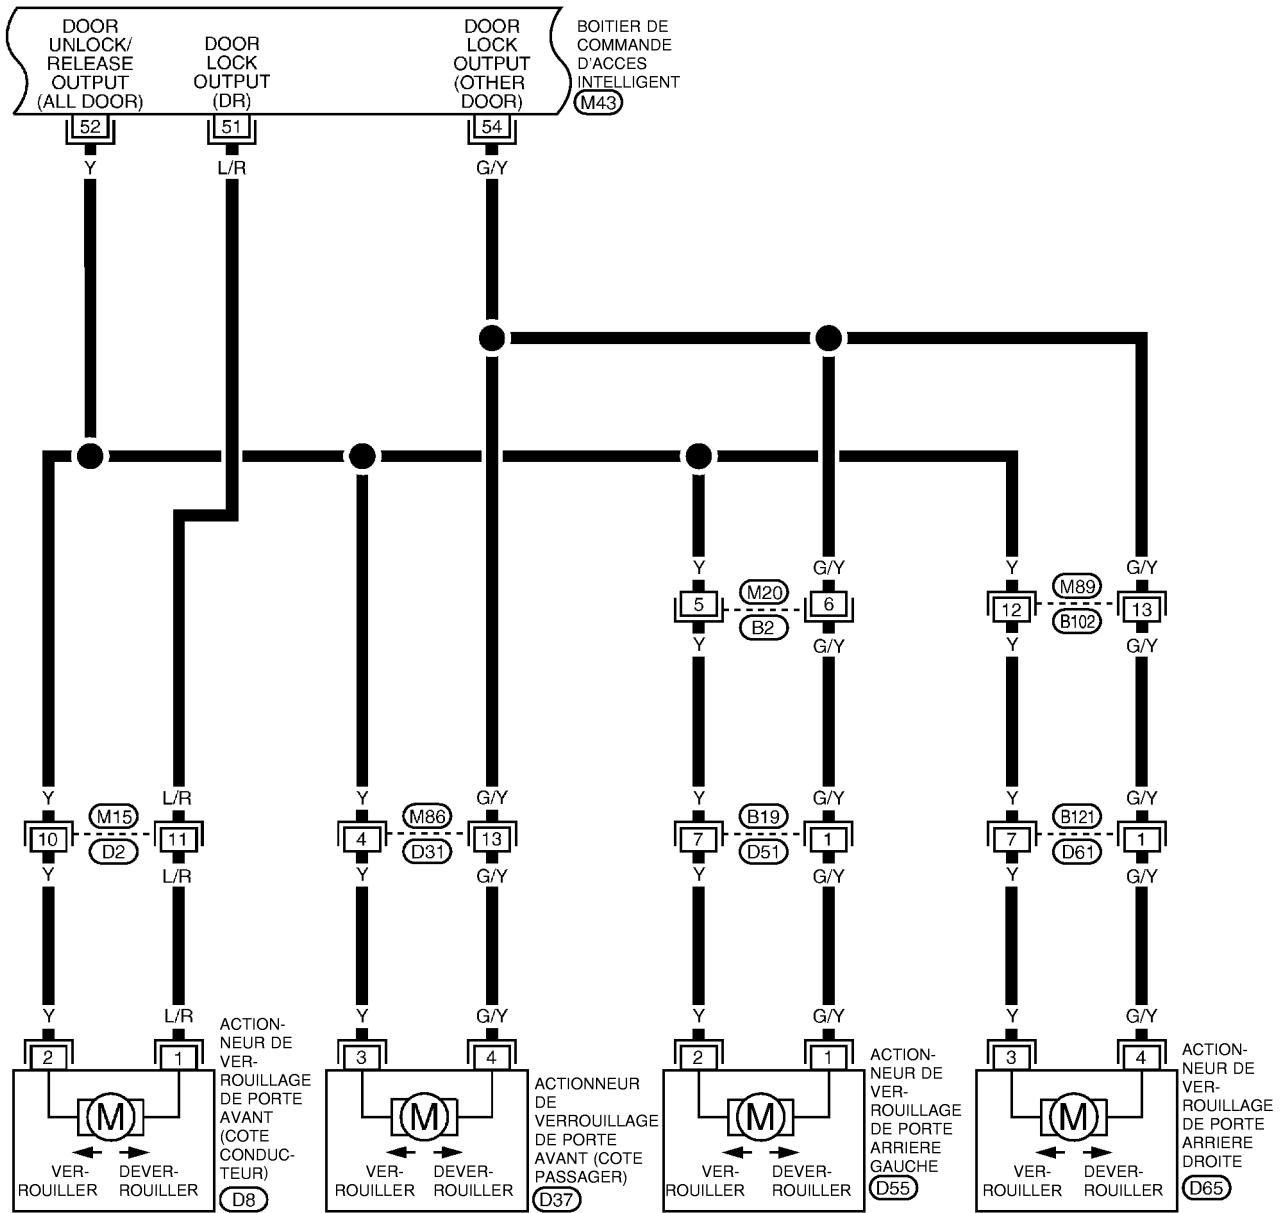 DOOR
UNLOCK/
RELEASE
OUTPUT
(ALL DOOR)
DOOR
LOCK
OUTPUT
(DR)
DOOR
LOCK
OUTPUT
(OTHER
DOOR)
BOITIER DE
COMMANDE
D'ACCES
INTELLIGENT
M43
52
51
54
Y
L/R
G/Y
Y
G/Y
Y
G/Y
5
M20
B2
6
12
M89
B102
13
Y
G/Y
Y
G/Y
Y
L/R
Y
G/Y
Y
G/Y
Y
G/Y
10
M15
D2
11
4
M86
D31
13
7
B19
D51
1
7
B121
D61
1
Y
L/R
Y
G/Y
Y
G/Y
Y
G/Y
Y
L/R
Y
G/Y
Y
G/Y
Y
G/Y
2
1
3
4
2
1
3
4
M
VER-
ROUILLER
DEVER-
ROUILLER
ACTION-
NEUR DE
VER-
ROUILLAGE
DE PORTE
AVANT
(COTE
CONDUC-
TEUR)
D8
M
VER-
ROUILLER
DEVER-
ROUILLER
ACTIONNEUR
DE
VERROUILLAGE
DE PORTE
AVANT (COTE
PASSAGER)
D37
M
VER-
ROUILLER
DEVER-
ROUILLER
ACTION-
NEUR DE
VER-
ROUILLAGE
DE PORTE
ARRIERE
GAUCHE
D55
M
VER-
ROUILLER
DEVER-
ROUILLER
ACTION-
NEUR DE
VER-
ROUILLAGE
DE PORTE
ARRIERE
DROITE
D65